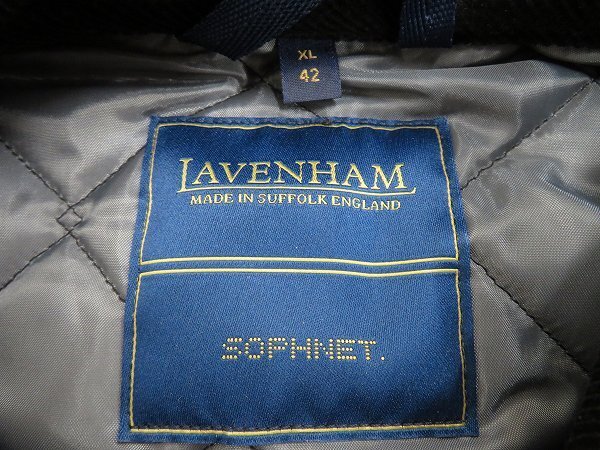 XL
42
LAVENHAM
MADE IN SUFFOLK ENGLAND
SOPHNET.